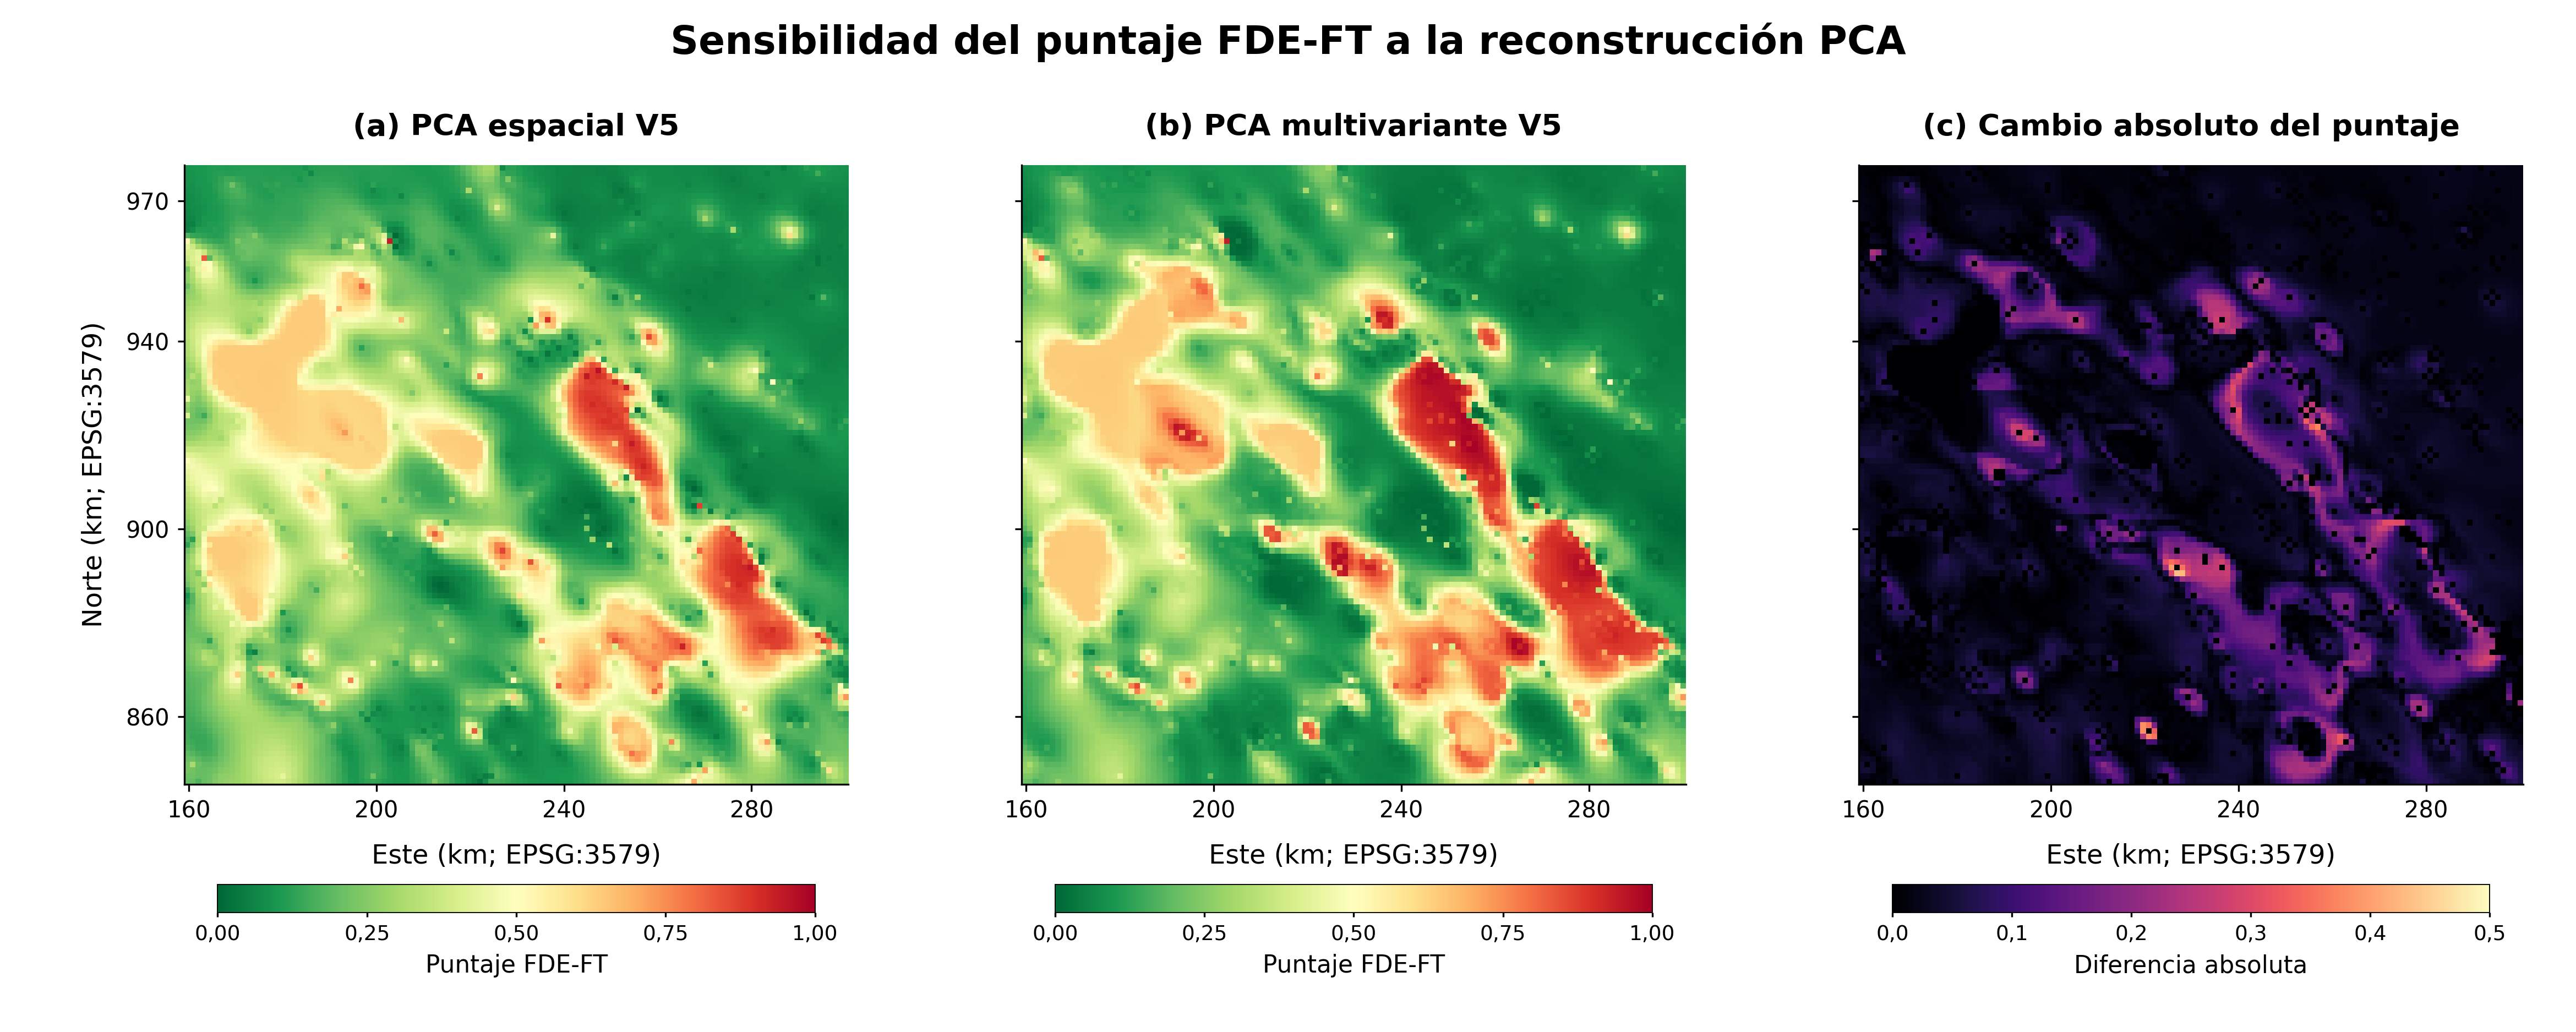 Sensibilidad del puntaje FDE-FT a la reconstrucción PCA
(a) PCA espacial V5
(b) PCA multivariante V5
(c) Cambio absoluto del puntaje
Norte (km; EPSG:3579)
970
940
900
860
160 200 240 280
160 200 240 280
160 200 240 280
Este (km; EPSG:3579)
Este (km; EPSG:3579)
Este (km; EPSG:3579)
0,00 0,25 0,50 0,75 1,00
0,00 0,25 0,50 0,75 1,00
0,0 0,1 0,2 0,3 0,4 0,5
Puntaje FDE-FT
Puntaje FDE-FT
Diferencia absoluta